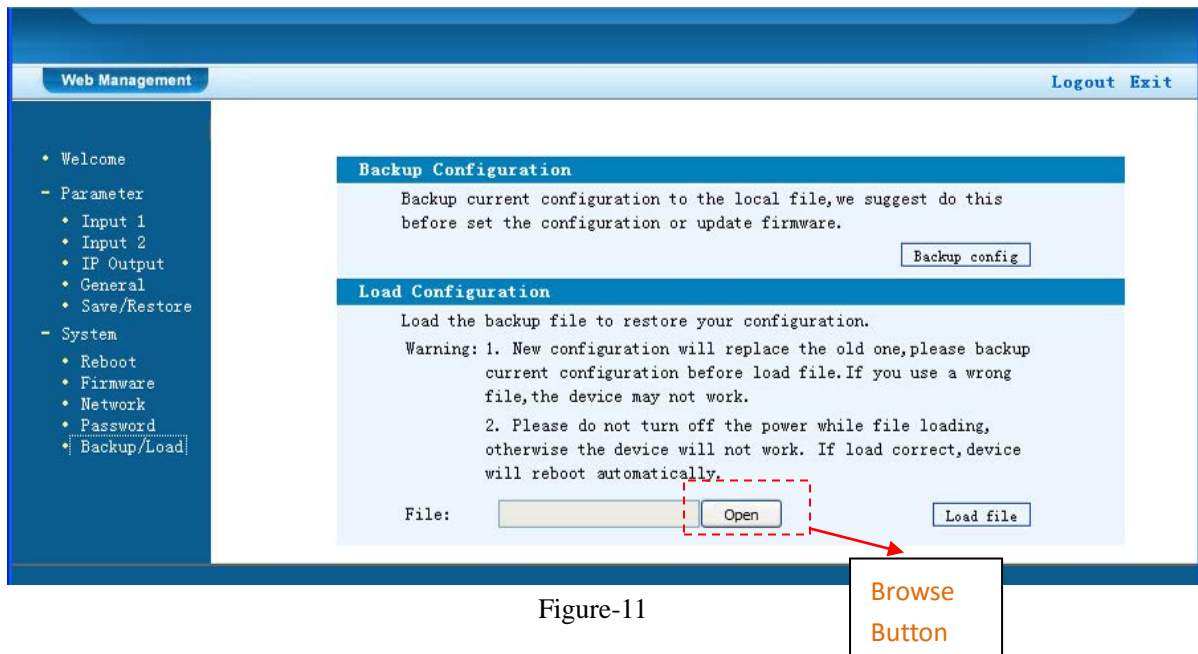 Web Management
Logout Exit
Welcome
Parameter
Input 1
Input 2
IP Output
General
Save/Restore
System
Reboot
Firmware
Network
Password
Backup/Load
Backup Configuration
Backup current configuration to the local file,we suggest do this
before set the configuration or update firmware.
Backup config
Load Configuration
Load the backup file to restore your configuration.
Warning: 1. New configuration will replace the old one,please backup
current configuration before load file.If you use a wrong
file,the device may not work.
2. Please do not turn off the power while file loading,
otherwise the device will not work. If load correct,device
will reboot automatically.
File:
Open
Load file
Browse
Button
Figure-11